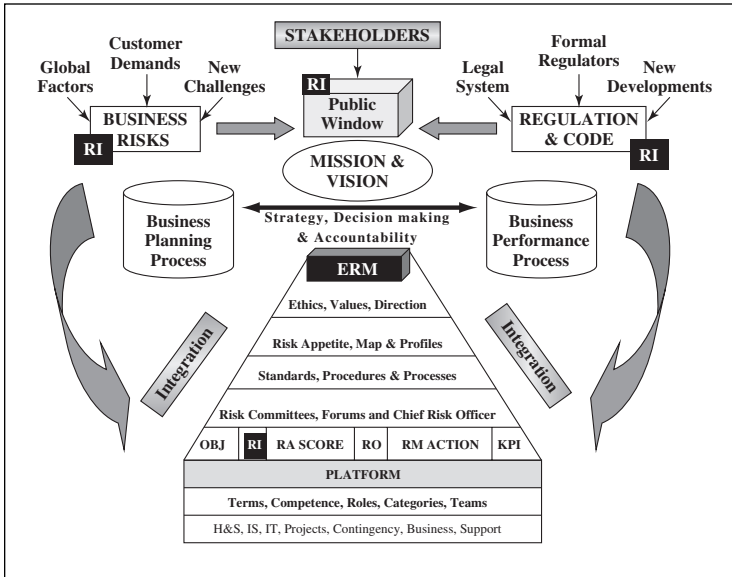 STAKEHOLDERS
Global
Factors
Customer
Demands
New
Challenges
BUSINESS
RISKS
RI
RI
Public
Window
Legal
System
Formal
Regulators
New
Developments
REGULATION
& CODE
RI
MISSION &
VISION
Business
Planning
Process
Strategy, Decision making
& Accountability
Business
Performance
Process
ERM
Integration
Integration
Ethics, Values, Direction
Risk Appetite, Map & Profiles
Standards, Procedures & Processes
Risk Committees, Forums and Chief Risk Officer
OBJ RI RA SCORE RO RM ACTION KPI
PLATFORM
Terms, Competence, Roles, Categories, Teams
H&S, IS, IT, Projects, Contingency, Business, Support